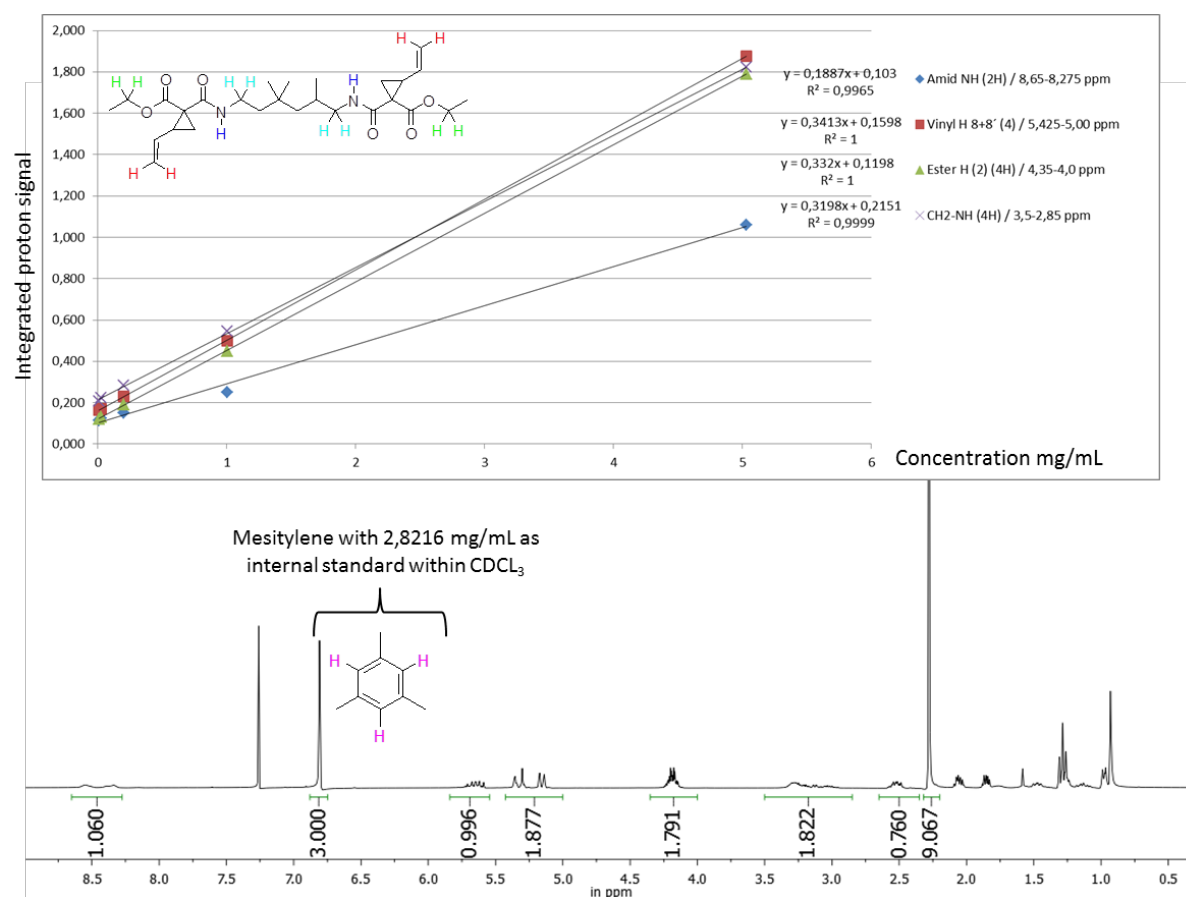 2,000
1,800
1,600
1,400
1,200
1,000
0,800
0,600
0,400
0,200
0,000
0
1
2
3
4
5
6
Integrated proton signal
Concentration mg/mL
H H
H H
O O
O
N
H
H H
H H
H
N
H H
O O
O
H H
y = 0,1887x + 0,103
R² = 0,9965
y = 0,3413x + 0,1598
R² = 1
y = 0,332x + 0,1198
R² = 1
y = 0,3198x + 0,2151
R² = 0,9999
Amid NH (2H) / 8,65-8,275 ppm
Vinyl H 8+8´ (4) / 5,425-5,00 ppm
Ester H (2) (4H) / 4,35-4,0 ppm
CH2-NH (4H) / 3,5-2,85 ppm
Mesitylene with 2,8216 mg/mL as
internal standard within CDCL₃
H H
H
1.060
3.000
0.996
1.877
1.791
1.822
0.760
9.067
8.5 8.0 7.5 7.0 6.5 6.0 5.5 5.0 4.5 4.0 3.5 3.0 2.5 2.0 1.5 1.0 0.5
in ppm